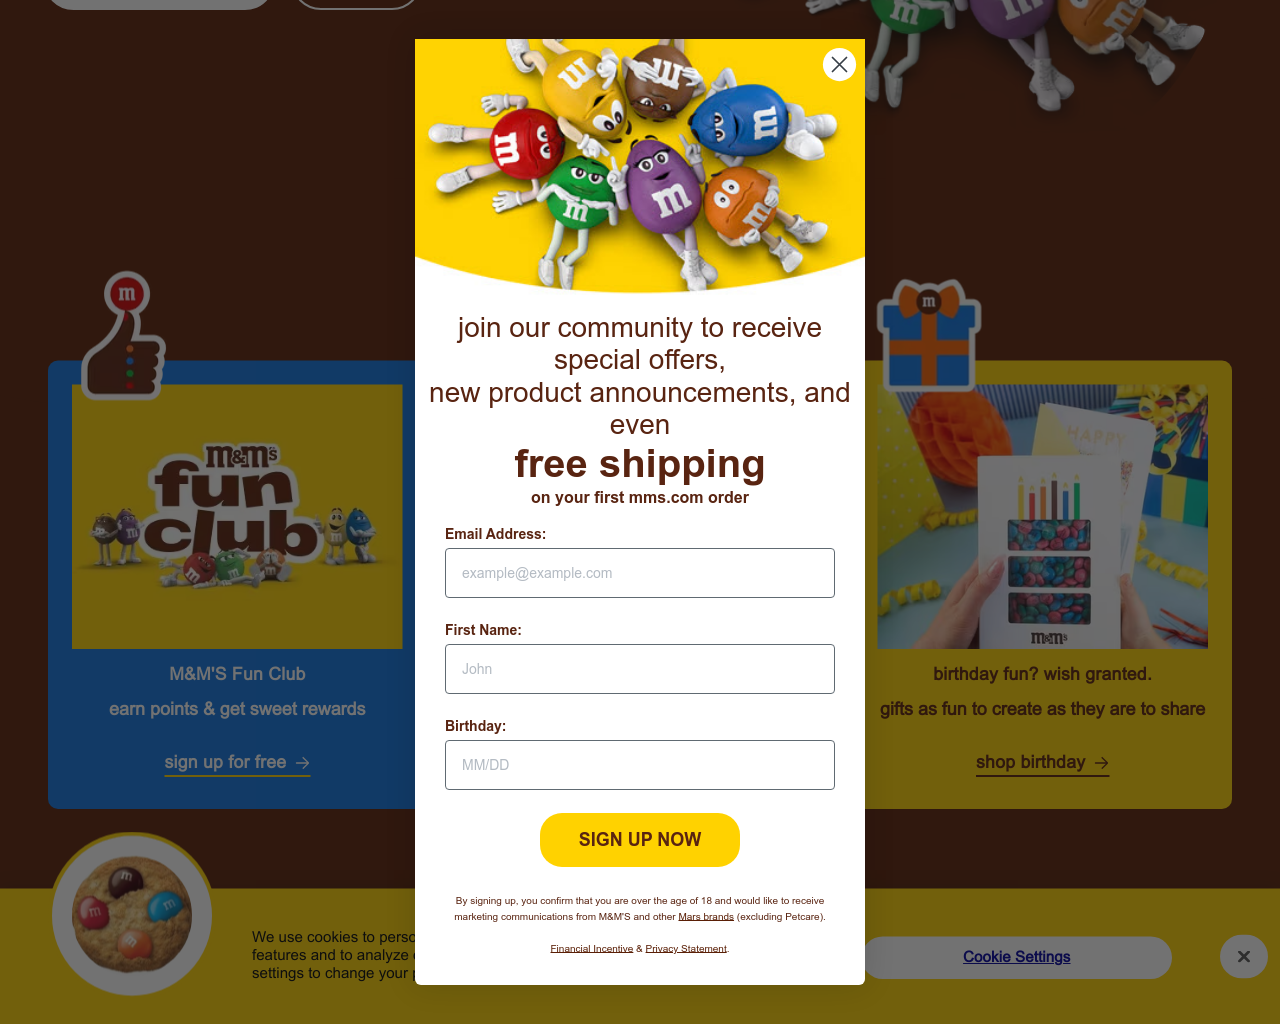 join our community to receive
special offers,
new product announcements, and
even
free shipping
on your first mms.com order
Email Address:
example@example.com
First Name:
John
Birthday:
MM/DD
SIGN UP NOW
By signing up, you confirm that you are over the age of 18 and would like to receive
marketing communications from M&M'S and other Mars brands (excluding Petcare).
Financial Incentive & Privacy Statement.
m&m's
fun
club
M&M'S Fun Club
earn points & get sweet rewards
sign up for free →
HAPPY
m&m's
birthday fun? wish granted.
gifts as fun to create as they are to share
shop birthday →
We use cookies to perso
features and to analyze
settings to change your
Cookie Settings